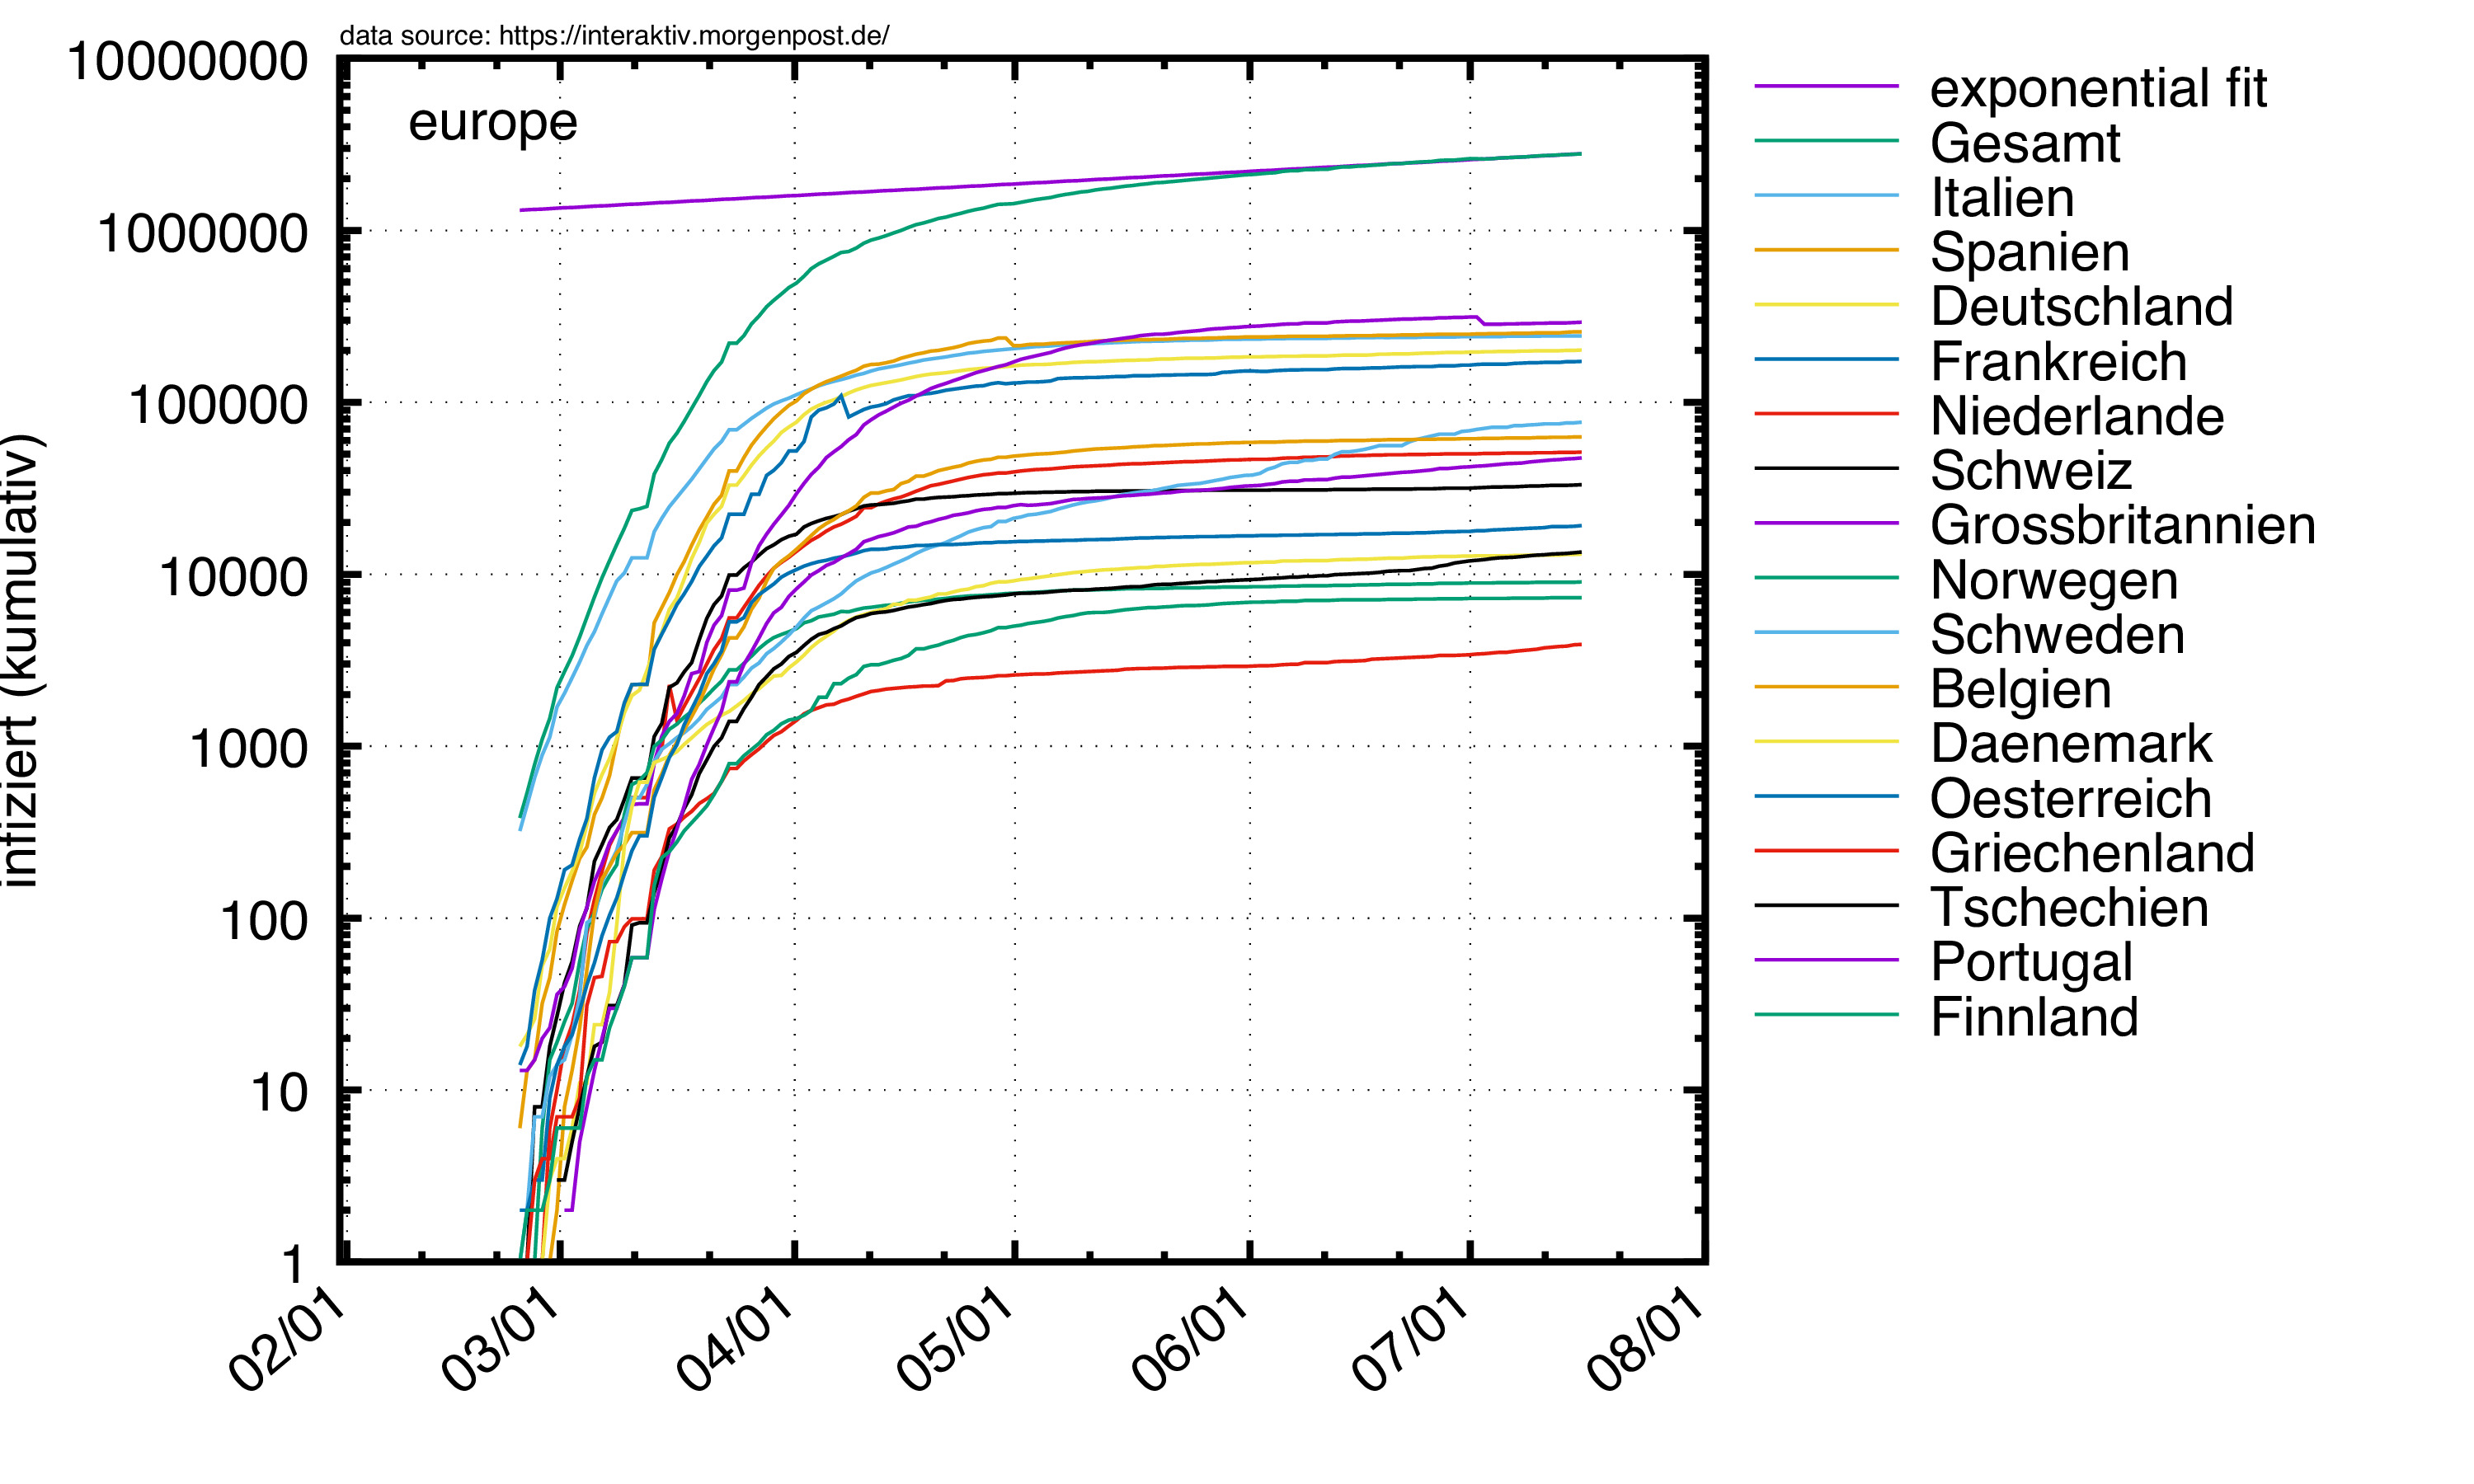 data source: https://interaktiv.morgenpost.de/
europe
infiziert (kumulativ)
10000000
1000000
100000
10000
1000
100
10
1
02/01
03/01
04/01
05/01
06/01
07/01
08/01
exponential fit
Gesamt
Italien
Spanien
Deutschland
Frankreich
Niederlande
Schweiz
Grossbritannien
Norwegen
Schweden
Belgien
Daenemark
Oesterreich
Griechenland
Tschechien
Portugal
Finnland